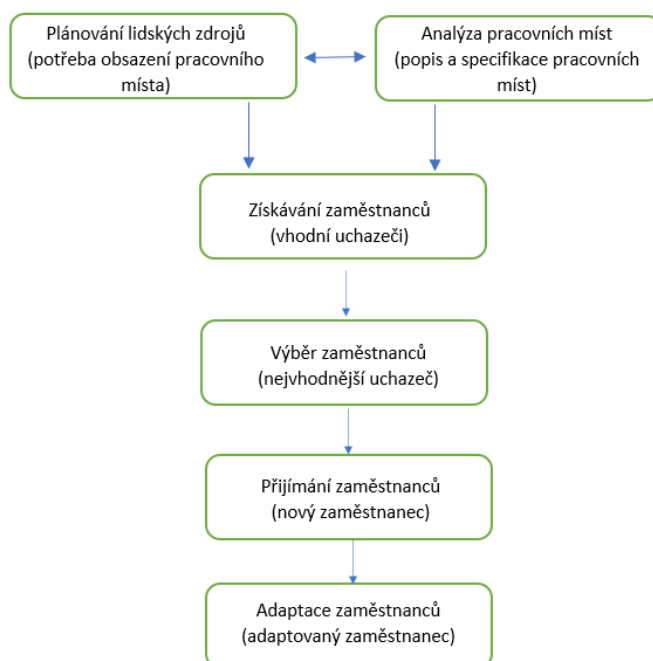 Plánování lidských zdrojů
(potřeba obsazení pracovního
místa)
Analýza pracovních míst
(popis a specifikace pracovních
míst)
Získávání zaměstnanců
(vhodní uchazeči)
Výběr zaměstnanců
(nejvhodnější uchazeč)
Přijímání zaměstnanců
(nový zaměstnanec)
Adaptace zaměstnanců
(adaptovaný zaměstnanec)